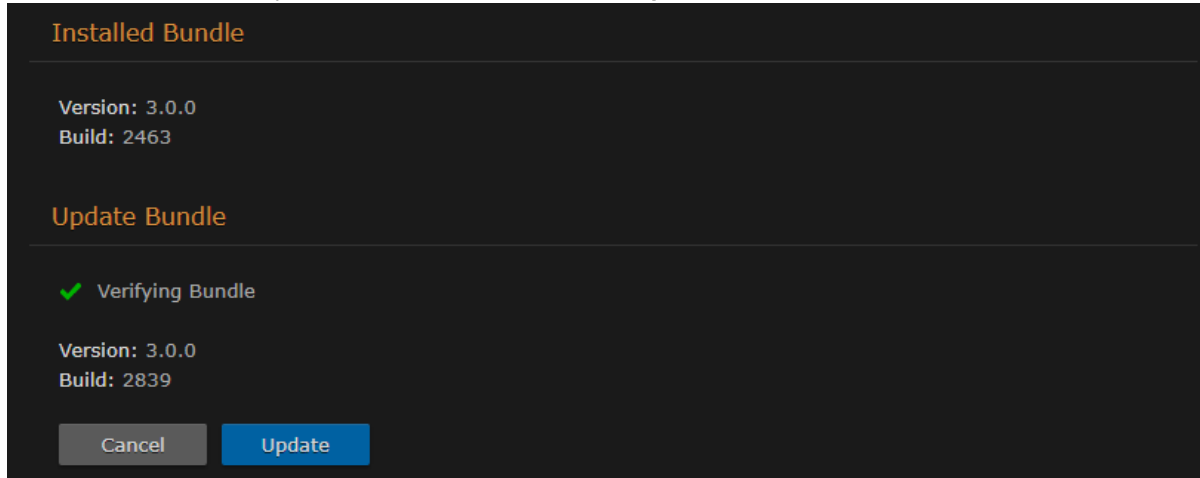 Installed Bundle
Version: 3.0.0
Build: 2463
Update Bundle
Verifying Bundle
Version: 3.0.0
Build: 2839
Cancel Update